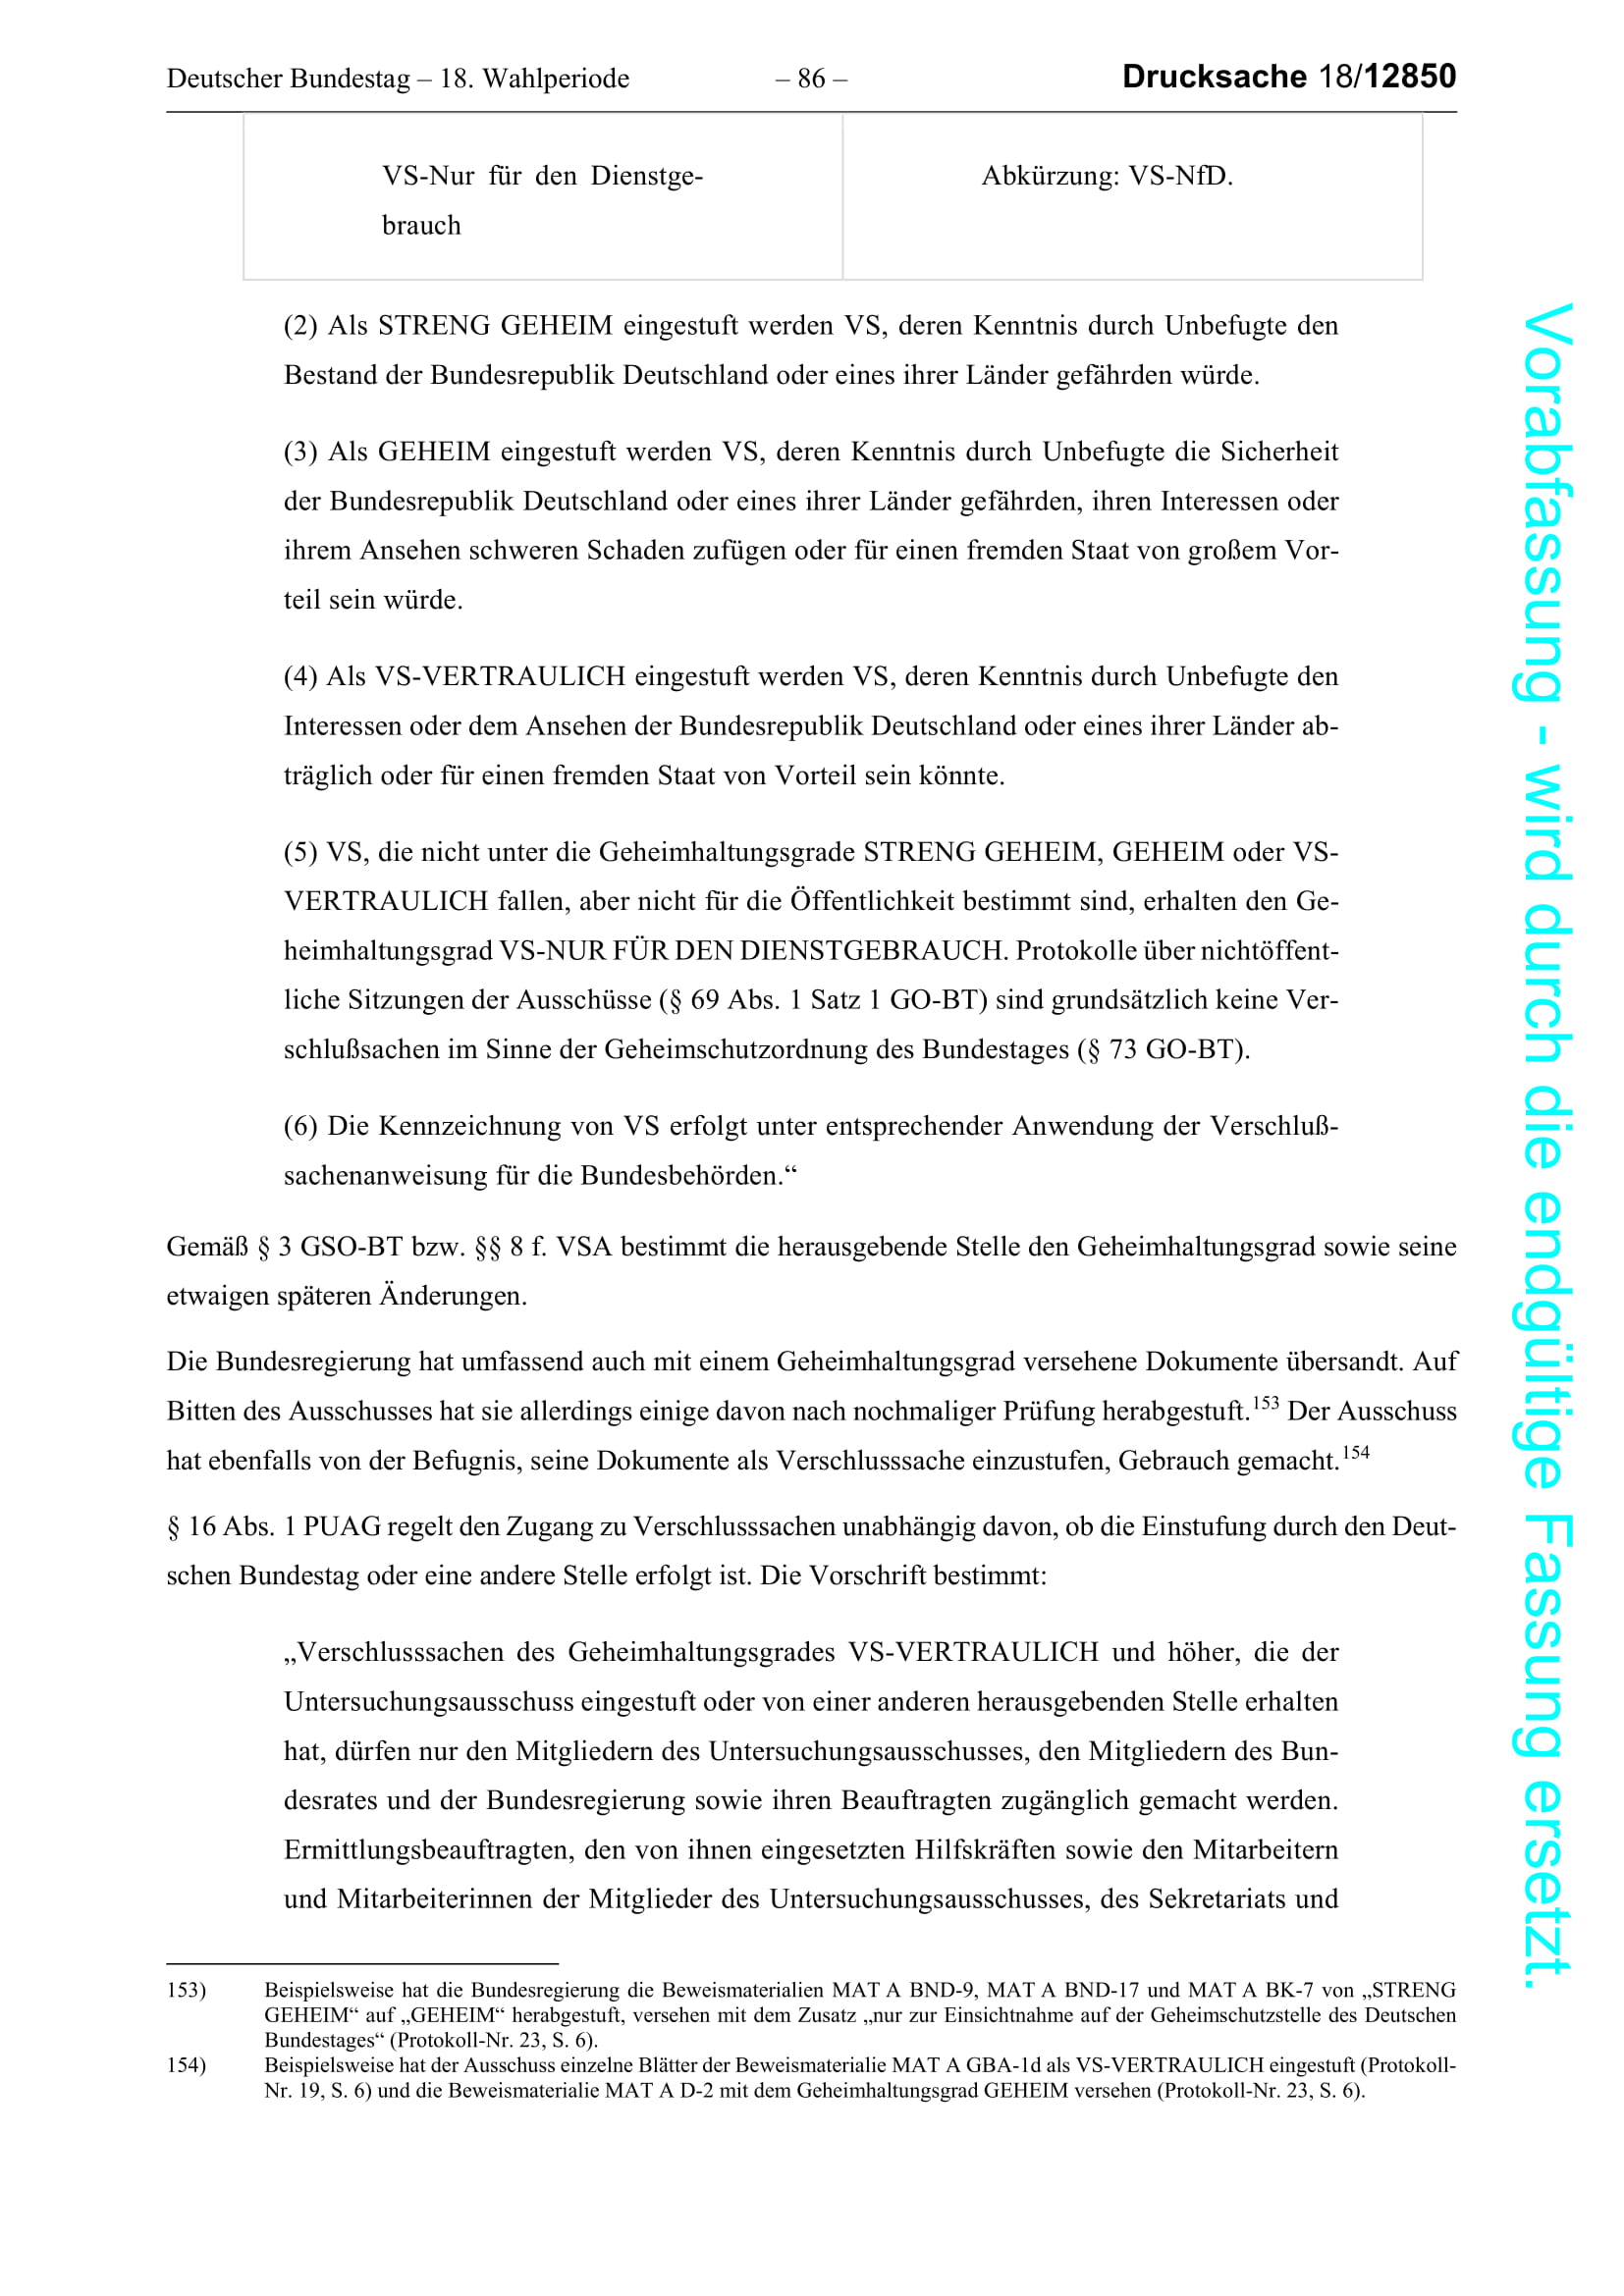 Deutscher Bundestag – 18. Wahlperiode – 86 – Drucksache 18/12850
VS-Nur für den Dienstge-
brauch
Abkürzung: VS-NfD.
(2) Als STRENG GEHEIM eingestuft werden VS, deren Kenntnis durch Unbefugte den
Bestand der Bundesrepublik Deutschland oder eines ihrer Länder gefährden würde.
(3) Als GEHEIM eingestuft werden VS, deren Kenntnis durch Unbefugte die Sicherheit
der Bundesrepublik Deutschland oder eines ihrer Länder gefährden, ihren Interessen oder
ihrem Ansehen schweren Schaden zufügen oder für einen fremden Staat von großem Vor-
teil sein würde.
(4) Als VS-VERTRAULICH eingestuft werden VS, deren Kenntnis durch Unbefugte den
Interessen oder dem Ansehen der Bundesrepublik Deutschland oder eines ihrer Länder ab-
träglich oder für einen fremden Staat von Vorteil sein könnte.
(5) VS, die nicht unter die Geheimhaltungsgrade STRENG GEHEIM, GEHEIM oder VS-
VERTRAULICH fallen, aber nicht für die Öffentlichkeit bestimmt sind, erhalten den Ge-
heimhaltungsgrad VS-NUR FÜR DEN DIENSTGEBRAUCH. Protokolle über nichtöffent-
liche Sitzungen der Ausschüsse (§ 69 Abs. 1 Satz 1 GO-BT) sind grundsätzlich keine Ver-
schlußsachen im Sinne der Geheimschutzordnung des Bundestages (§ 73 GO-BT).
(6) Die Kennzeichnung von VS erfolgt unter entsprechender Anwendung der Verschluß-
sachenanweisung für die Bundesbehörden.“
Gemäß § 3 GSO-BT bzw. §§ 8 f. VSA bestimmt die herausgebende Stelle den Geheimhaltungsgrad sowie seine
etwaigen späteren Änderungen.
Die Bundesregierung hat umfassend auch mit einem Geheimhaltungsgrad versehene Dokumente übersandt. Auf
Bitten des Ausschusses hat sie allerdings einige davon nach nochmaliger Prüfung herabgestuft.153 Der Ausschuss
hat ebenfalls von der Befugnis, seine Dokumente als Verschlusssache einzustufen, Gebrauch gemacht.154
§ 16 Abs. 1 PUAG regelt den Zugang zu Verschlusssachen unabhängig davon, ob die Einstufung durch den Deut-
schen Bundestag oder eine andere Stelle erfolgt ist. Die Vorschrift bestimmt:
„Verschlusssachen des Geheimhaltungsgrades VS-VERTRAULICH und höher, die der
Untersuchungsausschuss eingestuft oder von einer anderen herausgebenden Stelle erhalten
hat, dürfen nur den Mitgliedern des Untersuchungsausschusses, den Mitgliedern des Bun-
desrates und der Bundesregierung sowie ihren Beauftragten zugänglich gemacht werden.
Ermittlungsbeauftragten, den von ihnen eingesetzten Hilfskräften sowie den Mitarbeitern
und Mitarbeiterinnen der Mitglieder des Untersuchungsausschusses, des Sekretariats und
153) Beispielsweise hat die Bundesregierung die Beweismaterialien MAT A BND-9, MAT A BND-17 und MAT A BK-7 von „STRENG
GEHEIM“ auf „GEHEIM“ herabgestuft, versehen mit dem Zusatz „nur zur Einsichtnahme auf der Geheimschutzstelle des Deutschen
Bundestages“ (Protokoll-Nr. 23, S. 6).
154) Beispielsweise hat der Ausschuss einzelne Blätter der Beweismaterialie MAT A GBA-1d als VS-VERTRAULICH eingestuft (Protokoll-
Nr. 19, S. 6) und die Beweismaterialie MAT A D-2 mit dem Geheimhaltungsgrad GEHEIM versehen (Protokoll-Nr. 23, S. 6).
Vorabfassung - wird durch die endgültige Fassung ersetzt.